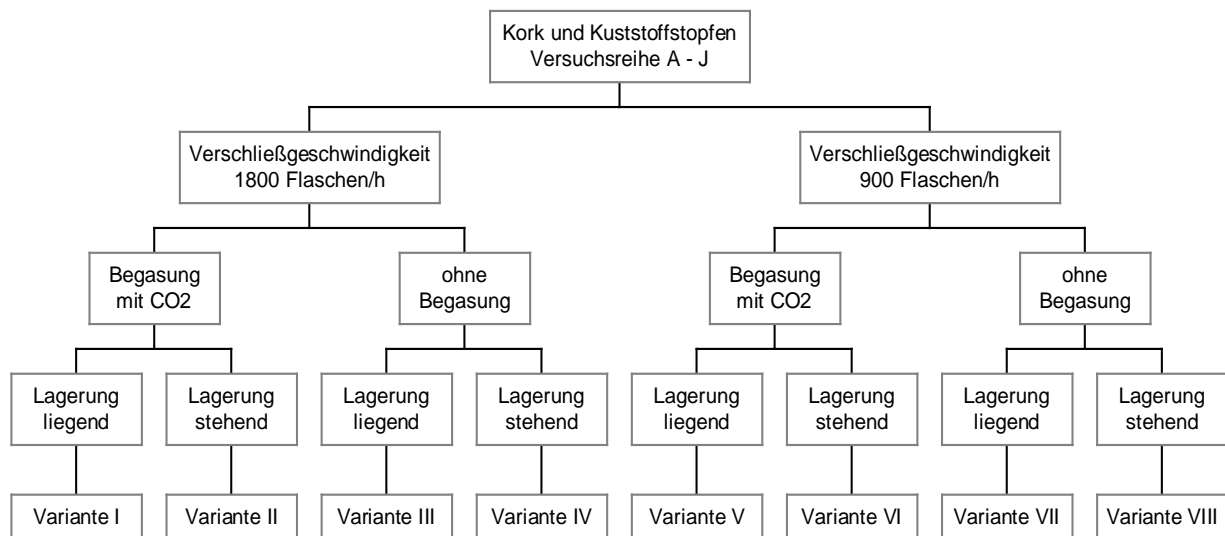 Kork und Kuststoffstopfen
Versuchsreihe A - J
Verschließgeschwindigkeit
1800 Flaschen/h
Verschließgeschwindigkeit
900 Flaschen/h
Begasung
mit CO2
ohne
Begasung
Begasung
mit CO2
ohne
Begasung
Lagerung
liegend
Lagerung
stehend
Lagerung
liegend
Lagerung
stehend
Lagerung
liegend
Lagerung
stehend
Lagerung
liegend
Lagerung
stehend
Variante I
Variante II
Variante III
Variante IV
Variante V
Variante VI
Variante VII
Variante VIII